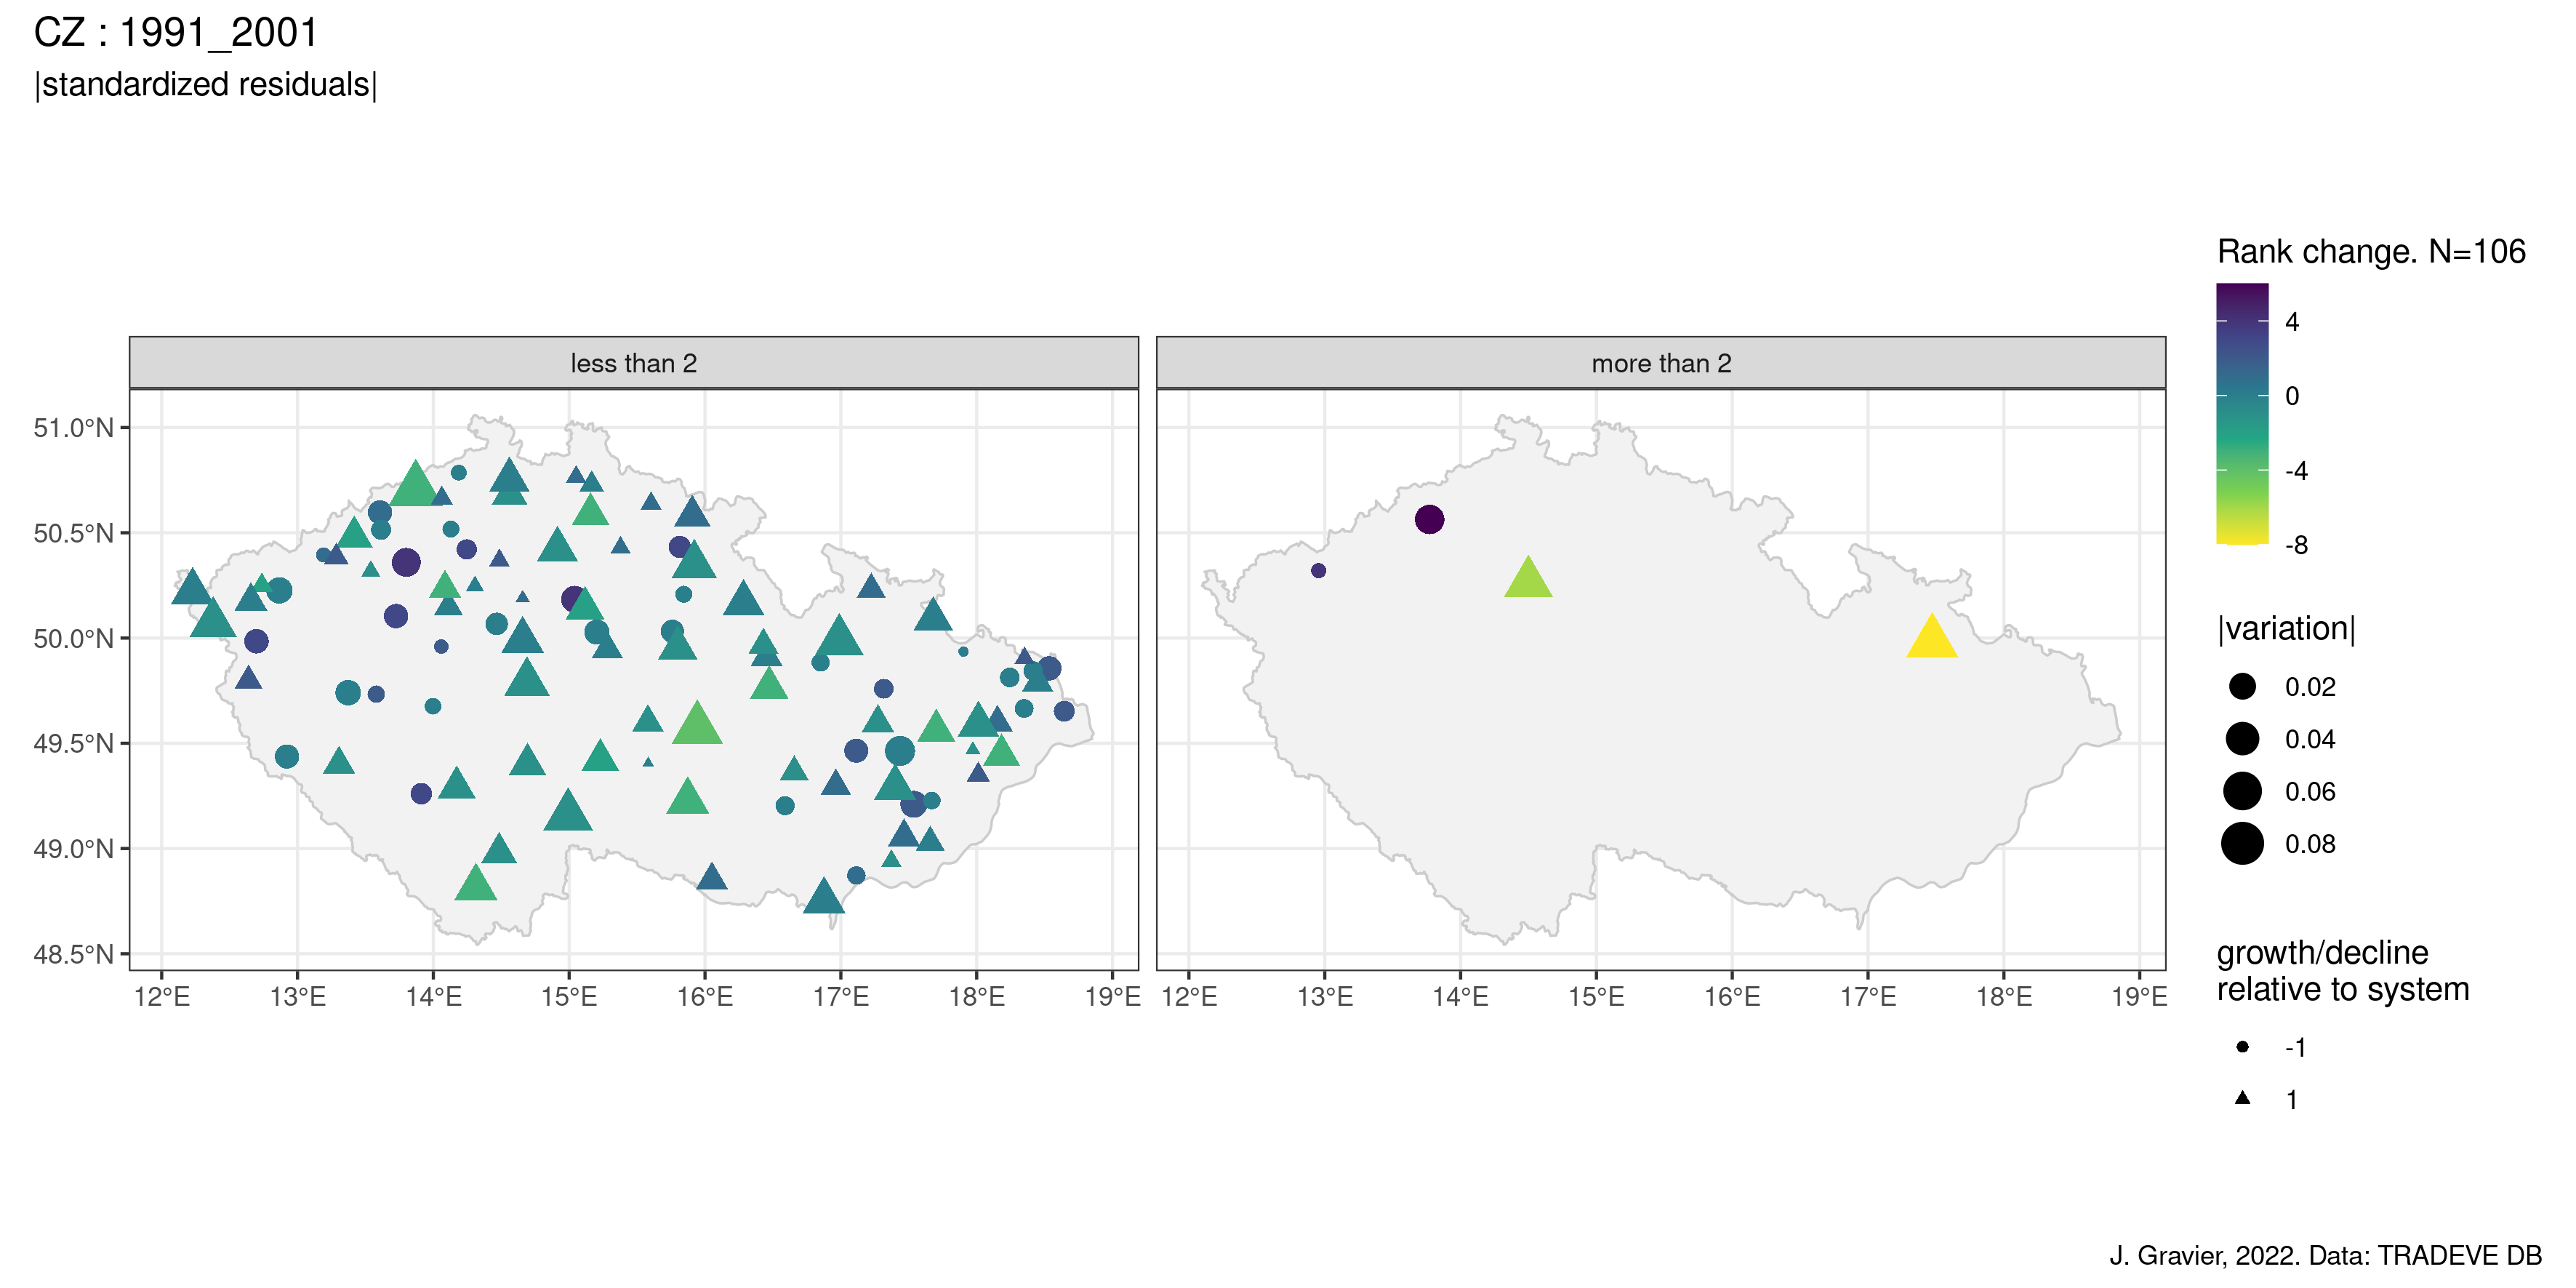 CZ : 1991_2001
|standardized residuals|
less than 2
more than 2
51.0°N
50.5°N
50.0°N
49.5°N
49.0°N
48.5°N
12°E 13°E 14°E 15°E 16°E 17°E 18°E 19°E
12°E 13°E 14°E 15°E 16°E 17°E 18°E 19°E
Rank change. N=106
4
0
-4
-8
|variation|
0.02
0.04
0.06
0.08
growth/decline
relative to system
-1
1
J. Gravier, 2022. Data: TRADEVE DB